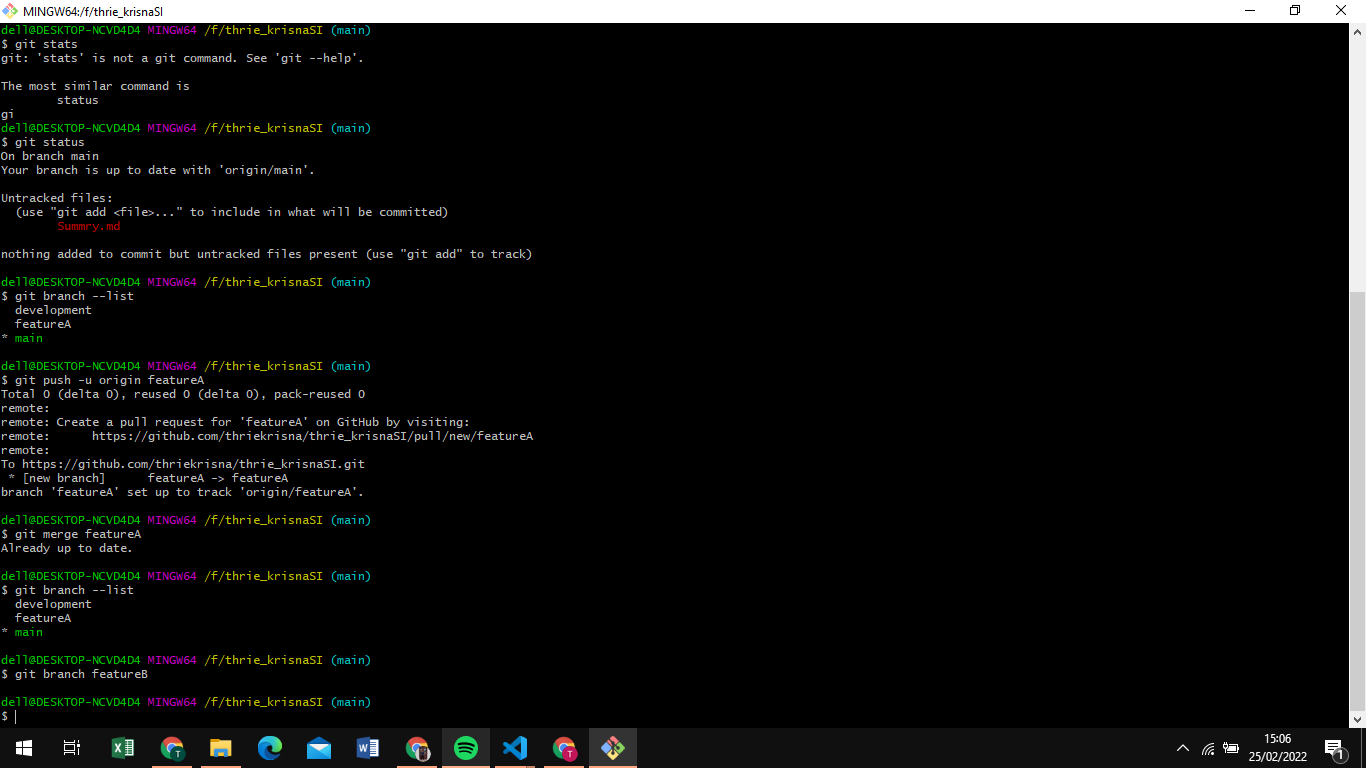 MINGW64:/f/thrie_krisnaSI
dell@DESKTOP-NCVD4D4 MINGW64 /f/thrie_krisnaSI (main)
$ git stats
git: 'stats' is not a git command. See 'git --help'.
The most similar command is
status
gi
dell@DESKTOP-NCVD4D4 MINGW64 /f/thrie_krisnaSI (main)
$ git status
On branch main
Your branch is up to date with 'origin/main'.
Untracked files:
(use "git add <file>..." to include in what will be committed)
Summry.md
nothing added to commit but untracked files present (use "git add" to track)
dell@DESKTOP-NCVD4D4 MINGW64 /f/thrie_krisnaSI (main)
$ git branch --list
development
featureA
* main
dell@DESKTOP-NCVD4D4 MINGW64 /f/thrie_krisnaSI (main)
$ git push -u origin featureA
Total 0 (delta 0), reused 0 (delta 0), pack-reused 0
remote:
remote: Create a pull request for 'featureA' on GitHub by visiting:
remote: https://github.com/thriekrisna/thrie_krisnaSI/pull/new/featureA
remote:
To https://github.com/thriekrisna/thrie_krisnaSI.git
* [new branch] featureA -> featureA
branch 'featureA' set up to track 'origin/featureA'.
dell@DESKTOP-NCVD4D4 MINGW64 /f/thrie_krisnaSI (main)
$ git merge featureA
Already up to date.
dell@DESKTOP-NCVD4D4 MINGW64 /f/thrie_krisnaSI (main)
$ git branch --list
development
featureA
* main
dell@DESKTOP-NCVD4D4 MINGW64 /f/thrie_krisnaSI (main)
$ git branch featureB
dell@DESKTOP-NCVD4D4 MINGW64 /f/thrie_krisnaSI (main)
$
15:06
25/02/2022
1